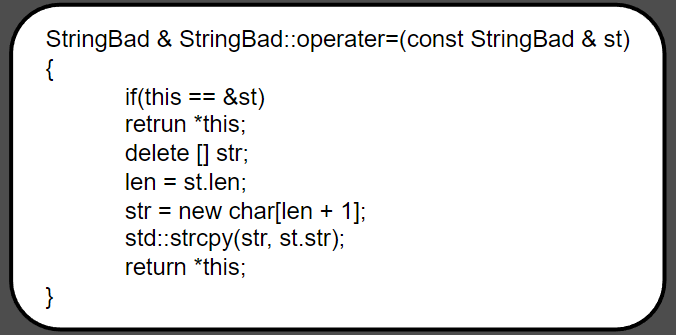 StringBad & StringBad::operater=(const StringBad & st)
{
if(this == &st)
retrun *this;
delete [] str;
len = st.len;
str = new char[len + 1];
std::strcpy(str, st.str);
return *this;
}